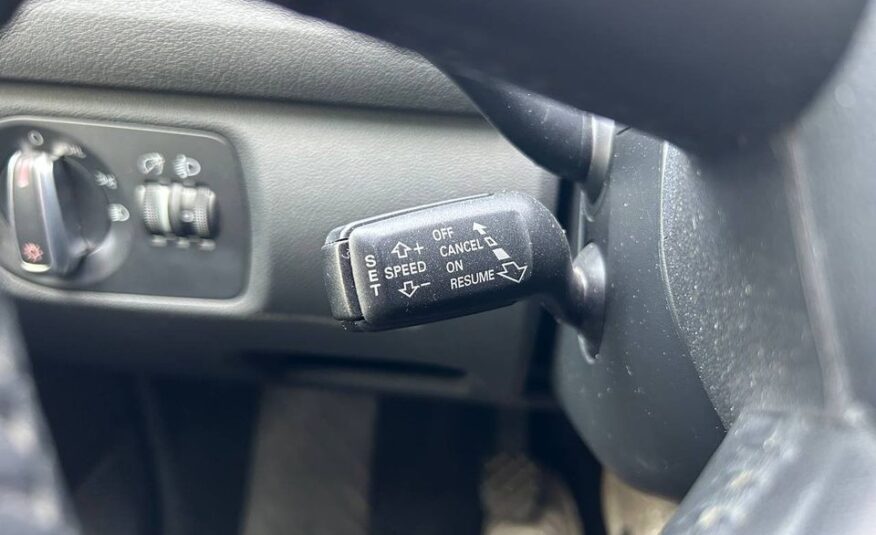 SET
SPEED
+
−
OFF
CANCEL
ON
RESUME